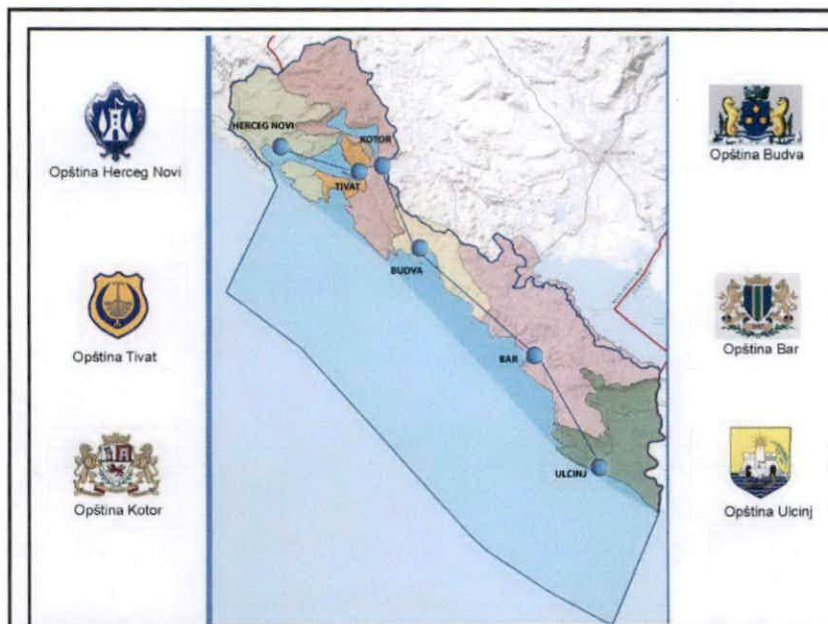 Opština Herceg Novi
Opština Tivat
Opština Kotor
HERCEG NOVI
KOTOR
TIVAT
BUDVA
BAR
ULCINJ
Opština Budva
Opština Bar
Opština Ulcinj